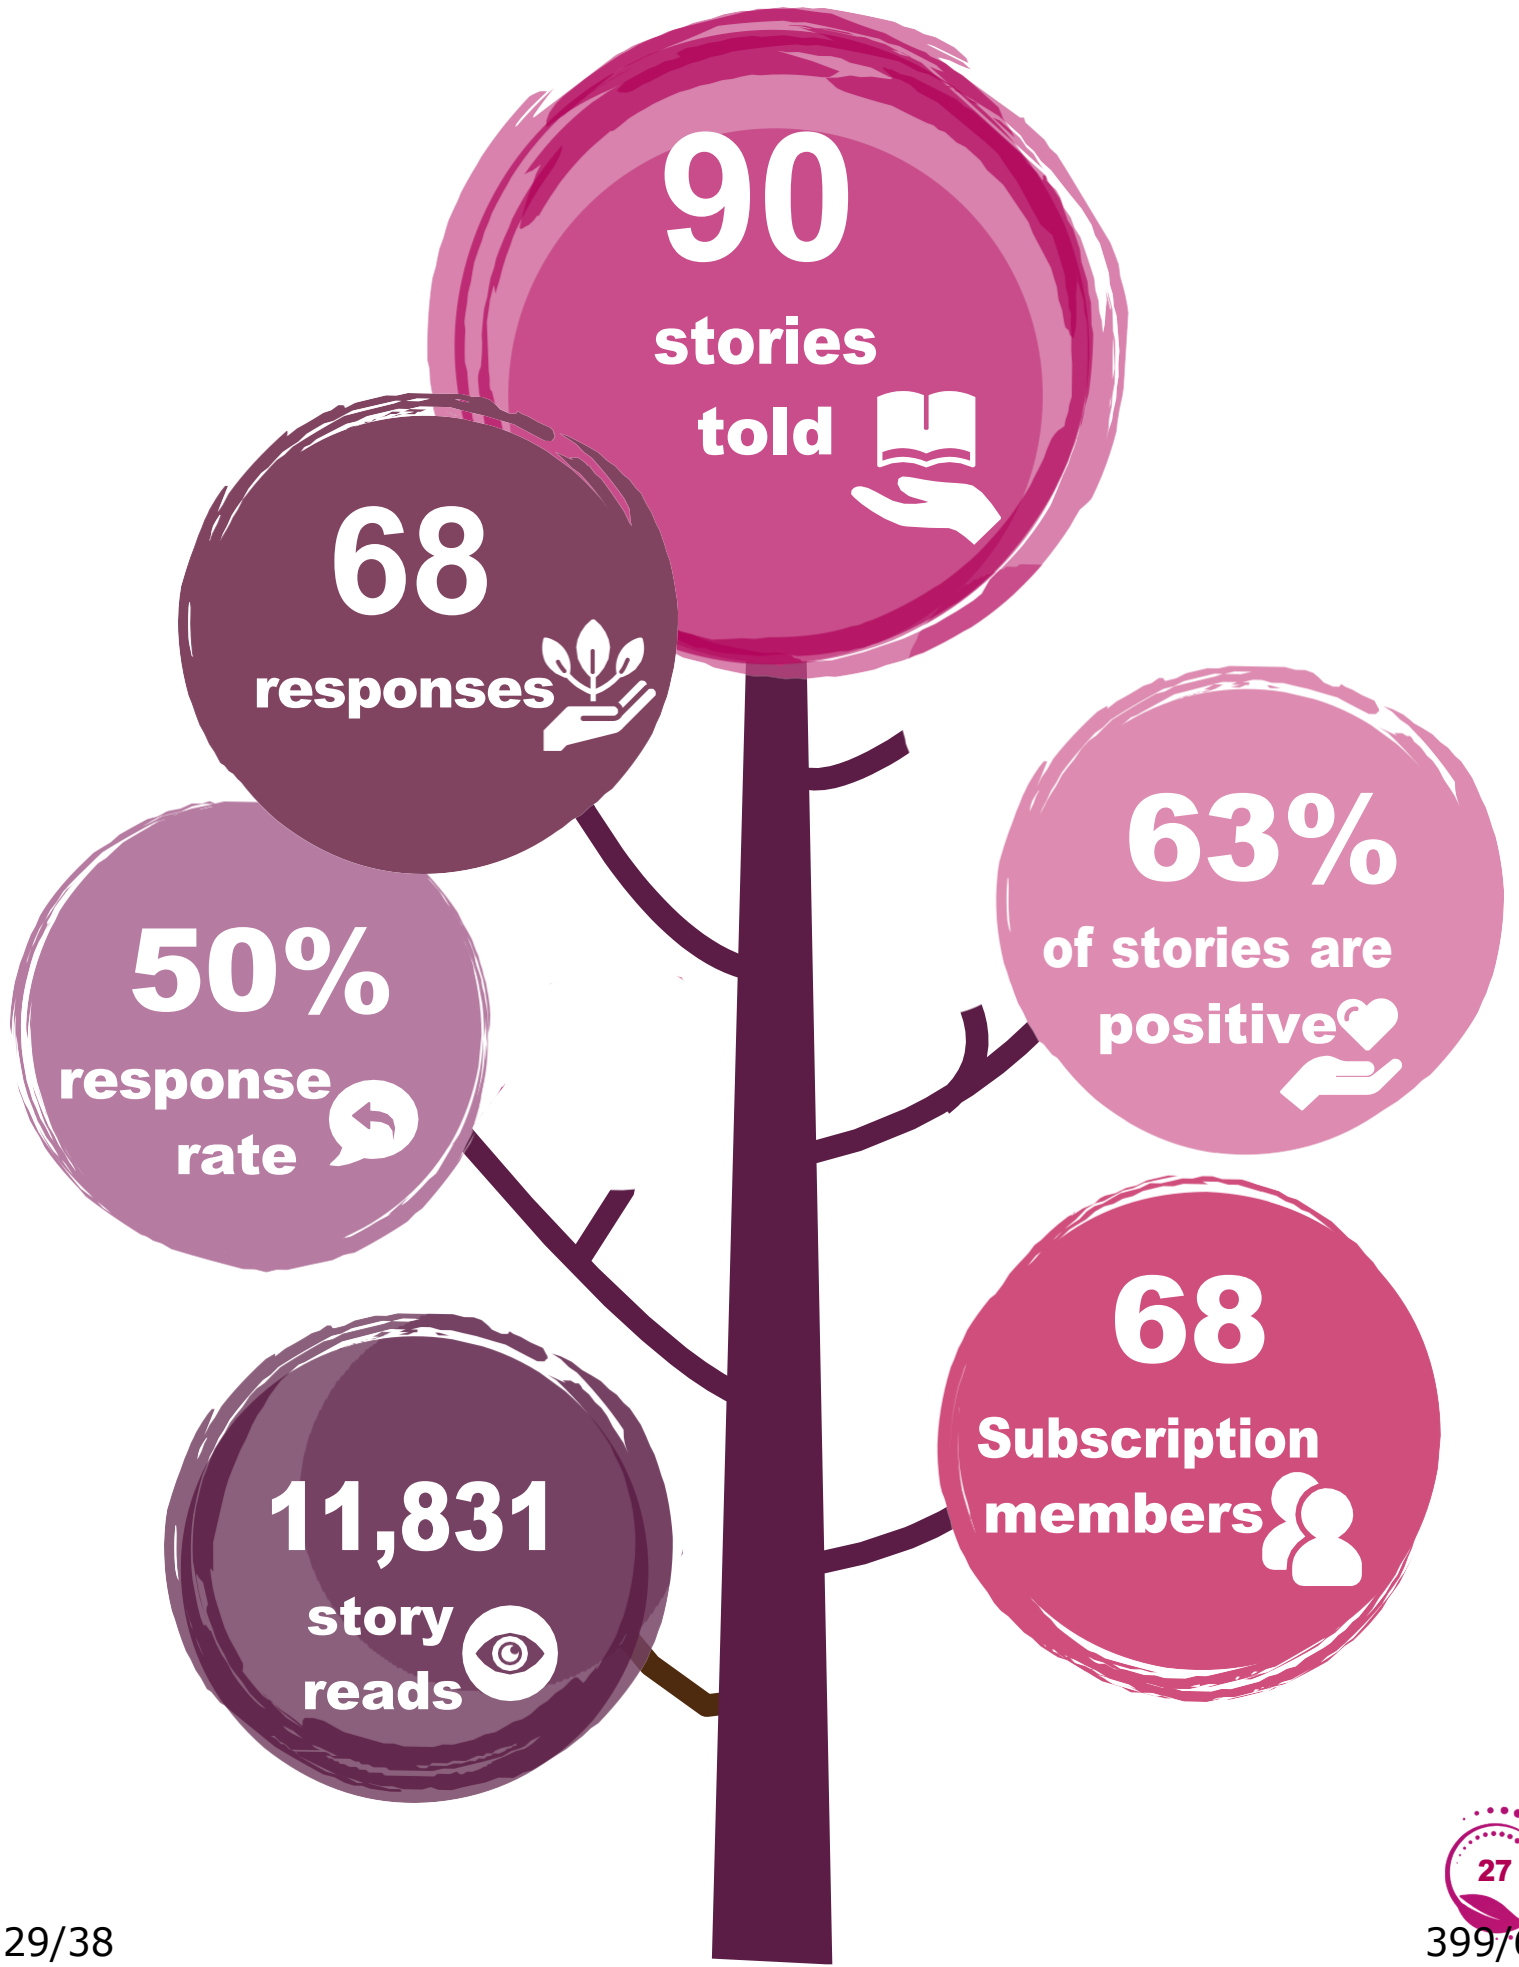 90
stories
told
68
responses
63%
of stories are
positive
50%
response
rate
68
Subscription
members
11,831
story
reads
27
29/38
399/